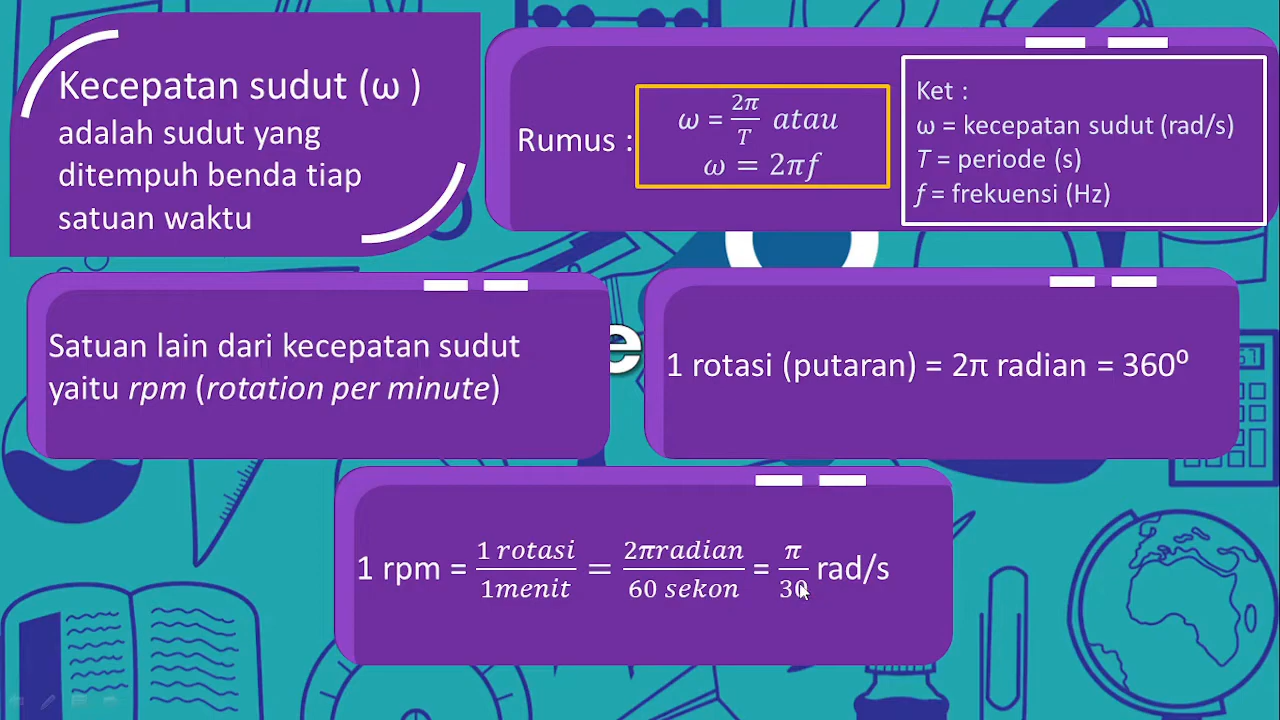 Kecepatan sudut (ω )
adalah sudut yang
ditempuh benda tiap
satuan waktu
Rumus :
ω = 2π/T atau
ω = 2πf
Ket :
ω = kecepatan sudut (rad/s)
T = periode (s)
f = frekuensi (Hz)
Satuan lain dari kecepatan sudut
yaitu rpm (rotation per minute)
e
1 rotasi (putaran) = 2π radian = 360⁰
1 rpm = 1 rotasi/1menit = 2πradian/60 sekon = π/30 rad/s